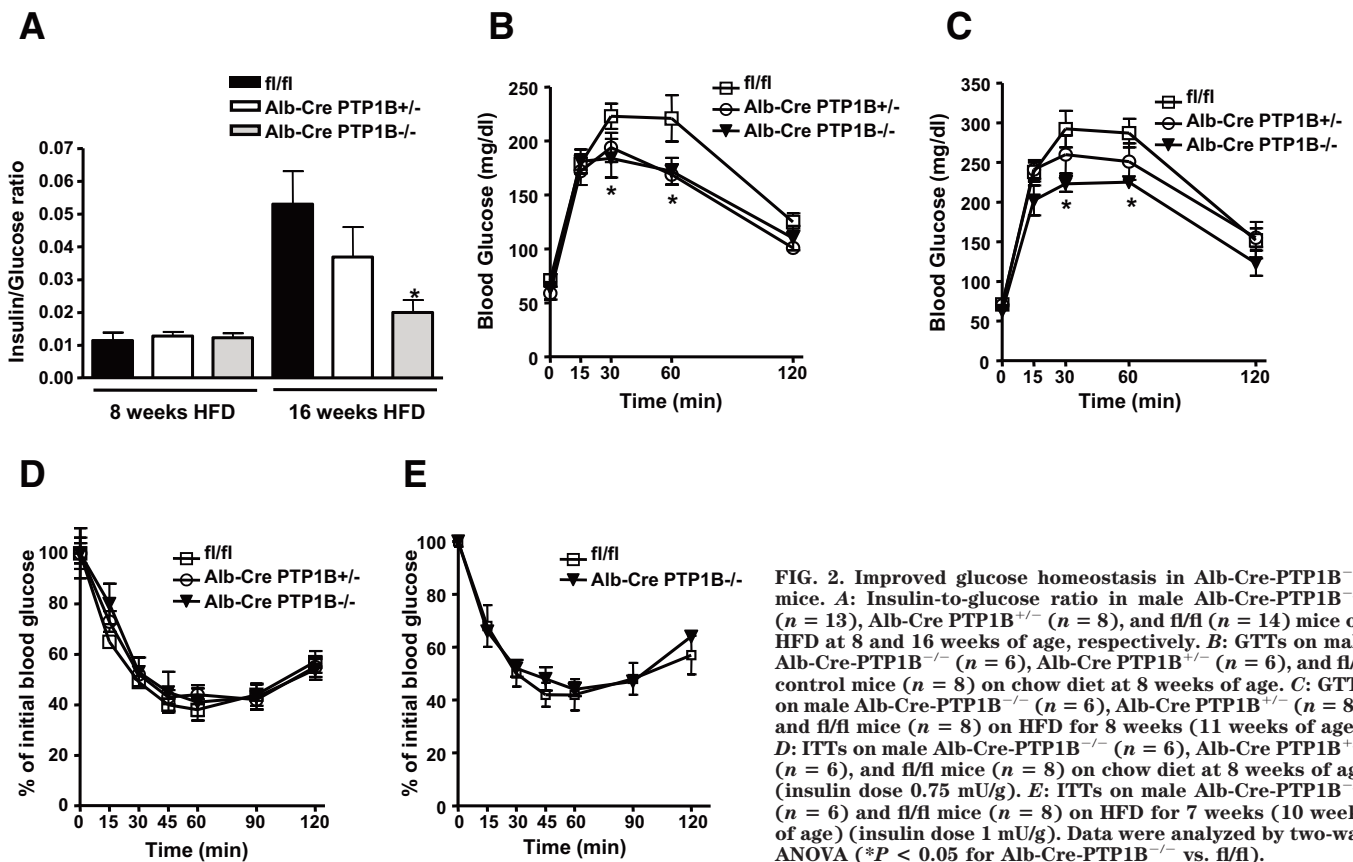 A
B
C
fl/fl
Alb-Cre PTP1B+/-
Alb-Cre PTP1B-/-
Insulin/Glucose ratio
0.07
0.06
0.05
0.04
0.03
0.02
0.01
0.00
*
8 weeks HFD
16 weeks HFD
fl/fl
Alb-Cre PTP1B+/-
Alb-Cre PTP1B-/-
Blood Glucose (mg/dl)
250
200
150
100
50
0
* *
0 15 30 60 120
Time (min)
fl/fl
Alb-Cre PTP1B+/-
Alb-Cre PTP1B-/-
Blood Glucose (mg/dl)
350
300
250
200
150
100
50
0
* *
0 15 30 60 120
Time (min)
D
E
fl/fl
Alb-Cre PTP1B+/-
Alb-Cre PTP1B-/-
% of initial blood glucose
100
80
60
40
20
0
0 15 30 45 60 90 120
Time (min)
fl/fl
Alb-Cre PTP1B-/-
% of initial blood glucose
100
80
60
40
20
0
0 15 30 45 60 90 120
Time (min)
FIG. 2. Improved glucose homeostasis in Alb-Cre-PTP1B−
mice. A: Insulin-to-glucose ratio in male Alb-Cre-PTP1B−
(n = 13), Alb-Cre PTP1B+/− (n = 8), and fl/fl (n = 14) mice o
HFD at 8 and 16 weeks of age, respectively. B: GTTs on mal
Alb-Cre-PTP1B−/− (n = 6), Alb-Cre PTP1B+/− (n = 6), and fl/
control mice (n = 8) on chow diet at 8 weeks of age. C: GTT
on male Alb-Cre-PTP1B−/− (n = 6), Alb-Cre PTP1B+/− (n = 8
and fl/fl mice (n = 8) on HFD for 8 weeks (11 weeks of age
D: ITTs on male Alb-Cre-PTP1B−/− (n = 6), Alb-Cre PTP1B+
(n = 6), and fl/fl mice (n = 8) on chow diet at 8 weeks of ag
(insulin dose 0.75 mU/g). E: ITTs on male Alb-Cre-PTP1B−
(n = 6) and fl/fl mice (n = 8) on HFD for 7 weeks (10 week
of age) (insulin dose 1 mU/g). Data were analyzed by two-wa
ANOVA (*P < 0.05 for Alb-Cre-PTP1B−/− vs. fl/fl).